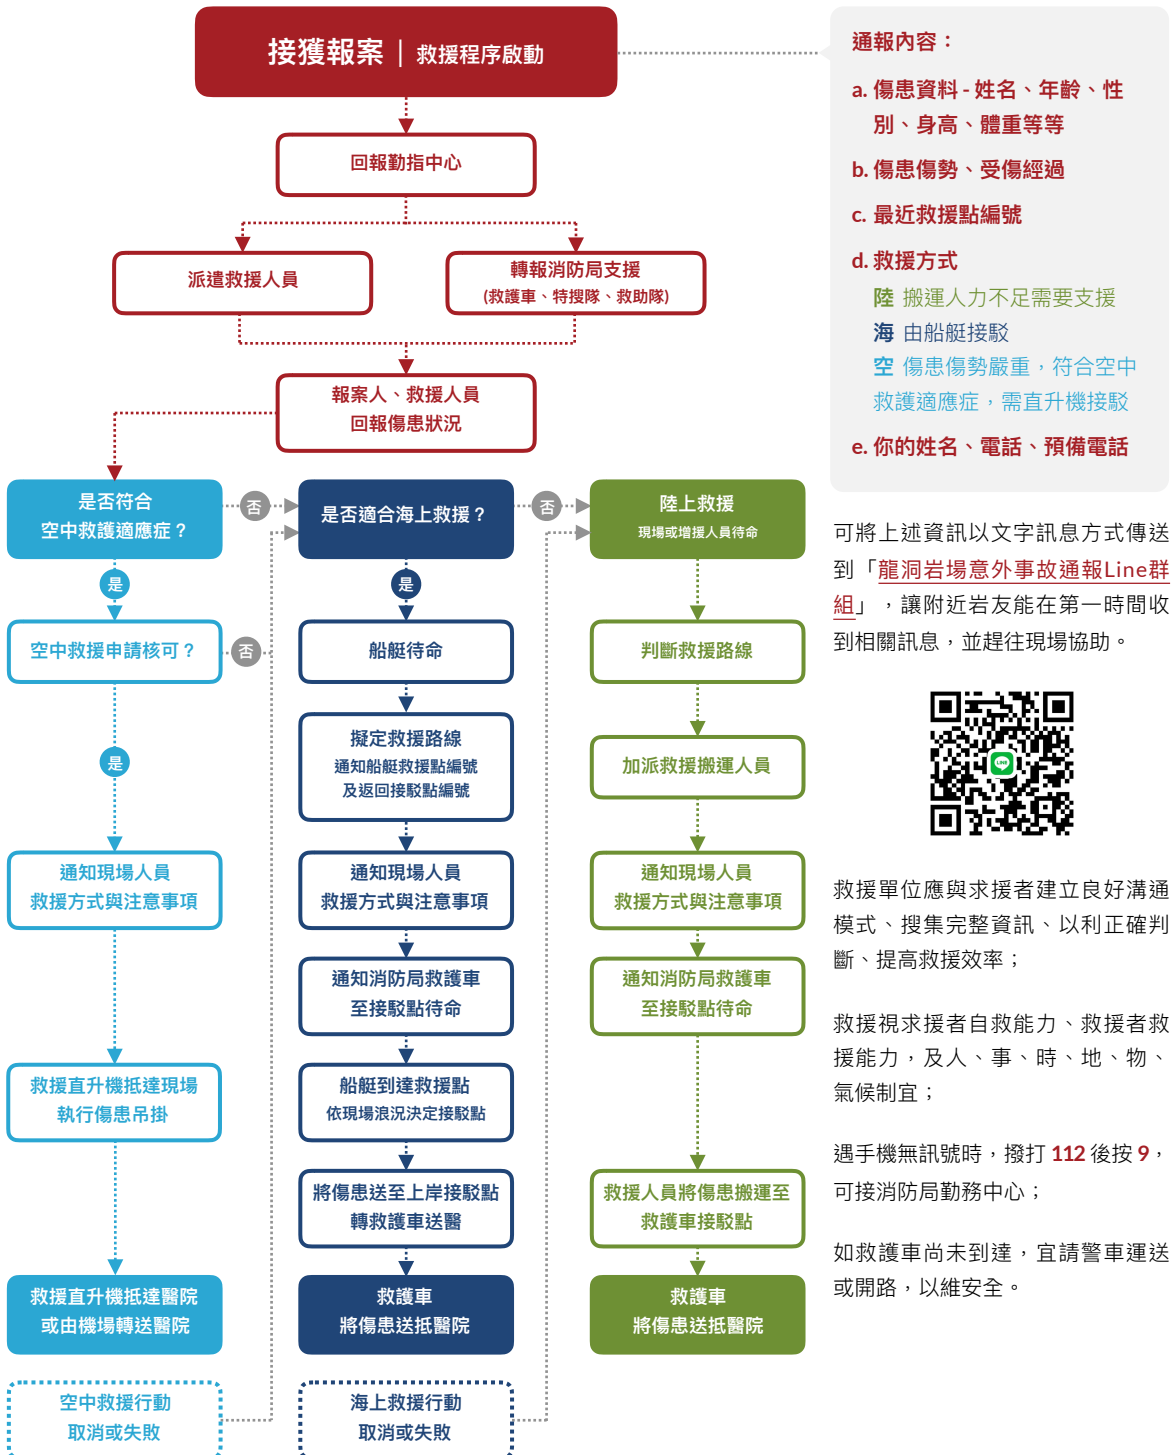 接獲報案｜救援程序啟動
回報勤指中心
派遣救援人員
轉報消防局支援
(救護車、特搜隊、救助隊)
報案人、救援人員
回報傷患狀況
是否符合
空中救護適應症？
否
是
空中救援申請核可？
否
是
通知現場人員
救援方式與注意事項
救援直升機抵達現場
執行傷患吊掛
救援直升機抵達醫院
或由機場轉送醫院
空中救援行動
取消或失敗
是否適合海上救援？
否
是
船艇待命
擬定救援路線
通知船艇救援點編號
及返回接駁點編號
通知現場人員
救援方式與注意事項
通知消防局救護車
至接駁點待命
船艇到達救援點
依現場浪況決定接駁點
將傷患送至上岸接駁點
轉救護車送醫
救護車
將傷患送抵醫院
海上救援行動
取消或失敗
陸上救援
現場或增援人員待命
判斷救援路線
加派救援搬運人員
通知現場人員
救援方式與注意事項
通知消防局救護車
至接駁點待命
救援人員將傷患搬運至
救護車接駁點
救護車
將傷患送抵醫院
通報內容：
a. 傷患資料 - 姓名、年齡、性
別、身高、體重等等
b. 傷患傷勢、受傷經過
c. 最近救援點編號
d. 救援方式
陸 搬運人力不足需要支援
海 由船艇接駁
空 傷患傷勢嚴重，符合空中
救護適應症，需直升機接駁
e. 你的姓名、電話、預備電話
可將上述資訊以文字訊息方式傳送
到「龍洞岩場意外事故通報Line群
組」，讓附近岩友能在第一時間收
到相關訊息，並趕往現場協助。
LINE
救援單位應與求援者建立良好溝通
模式、搜集完整資訊、以利正確判
斷、提高救援效率；
救援視求援者自救能力、救援者救
援能力，及人、事、時、地、物、
氣候制宜；
遇手機無訊號時，撥打 112 後按 9，
可接消防局勤務中心；
如救護車尚未到達，宜請警車運送
或開路，以維安全。